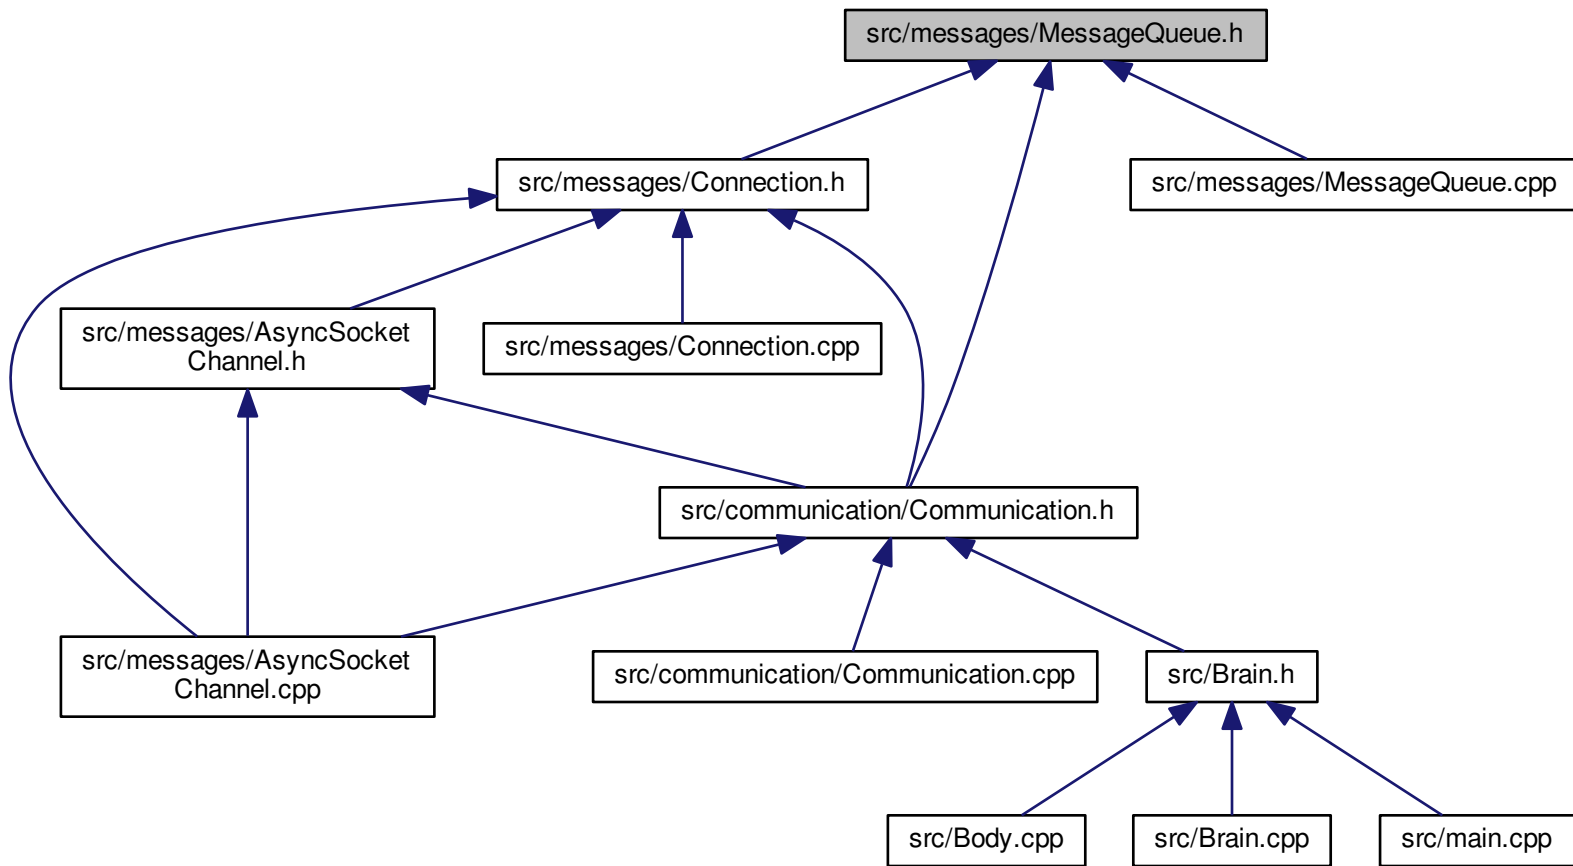 src/messages/MessageQueue.h
src/messages/Connection.h
src/messages/MessageQueue.cpp
src/messages/AsyncSocket
Channel.h
src/messages/Connection.cpp
src/communication/Communication.h
src/messages/AsyncSocket
Channel.cpp
src/communication/Communication.cpp
src/Brain.h
src/Body.cpp
src/Brain.cpp
src/main.cpp